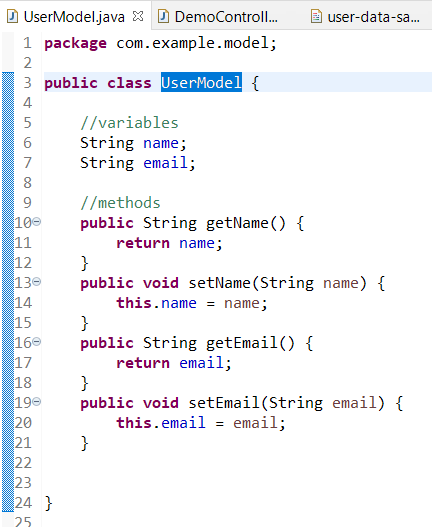 UserModel.java DemoControll... user-data-sa...
1 package com.example.model;
2
3 public class UserModel {
4
5 //variables
6 String name;
7 String email;
8
9 //methods
10 public String getName() {
11 return name;
12 }
13 public void setName(String name) {
14 this.name = name;
15 }
16 public String getEmail() {
17 return email;
18 }
19 public void setEmail(String email) {
20 this.email = email;
21 }
22
23
24 }
25